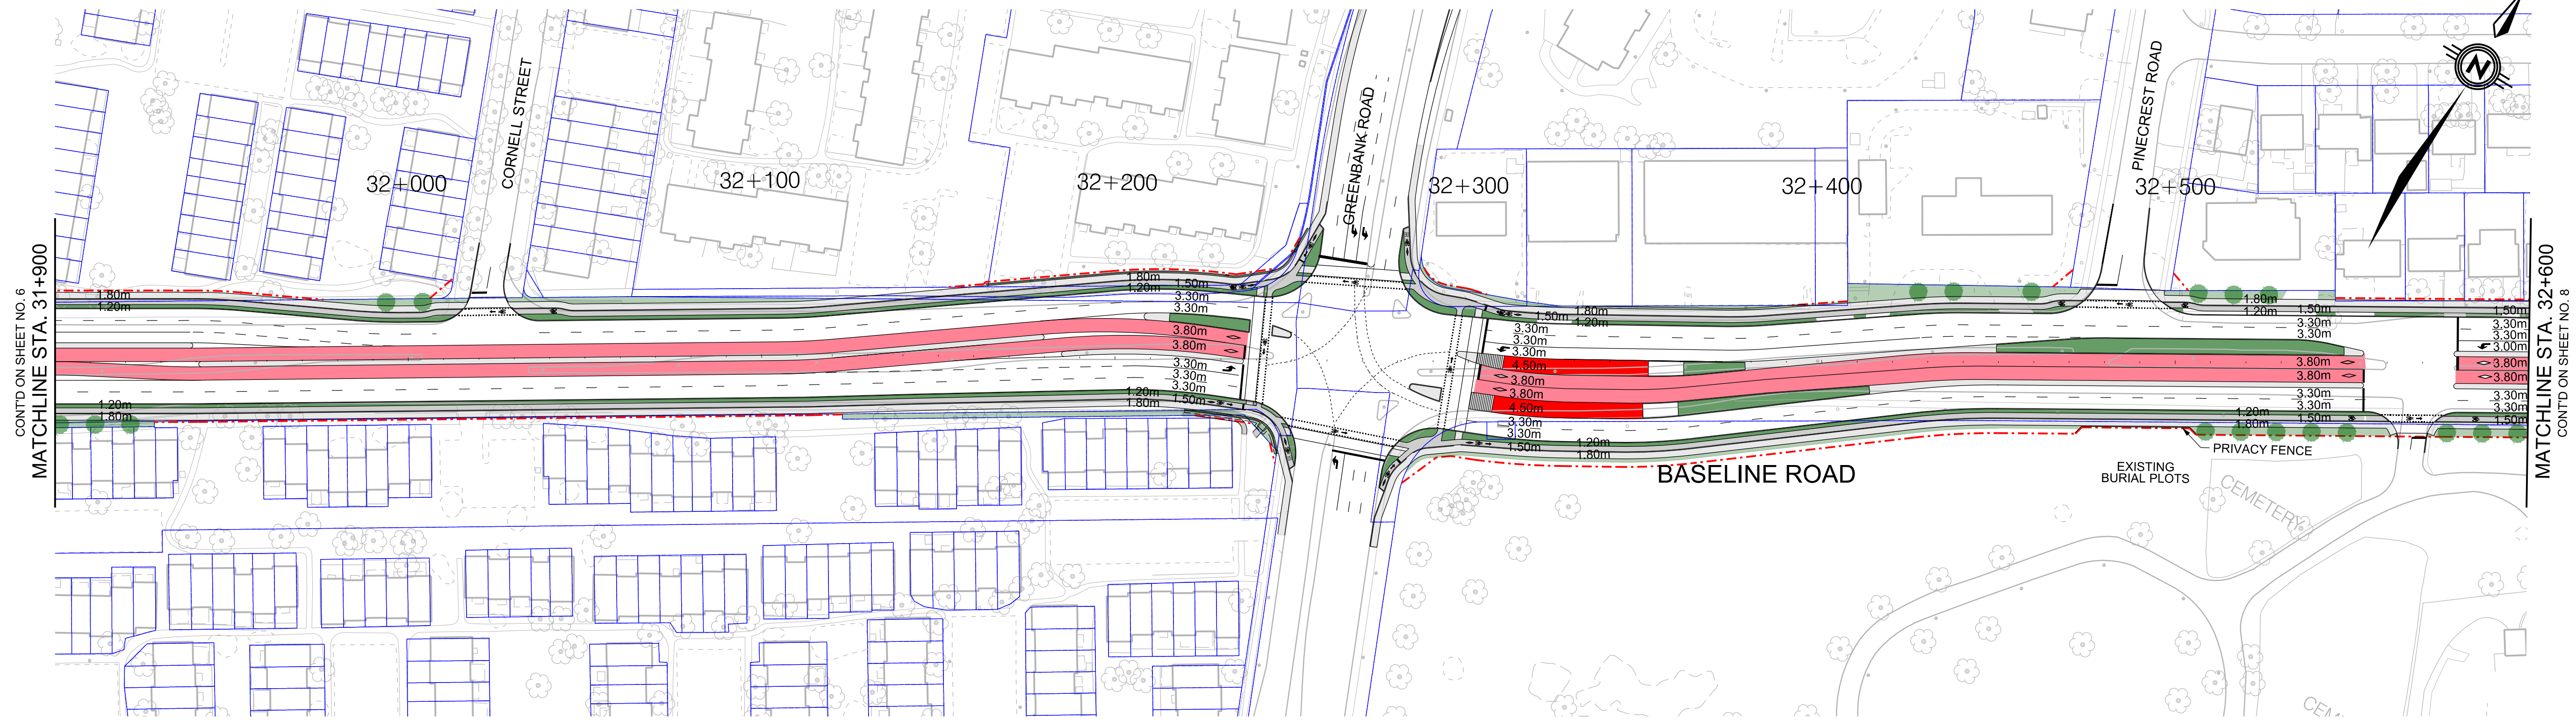 CONT'D ON SHEET NO. 6
MATCHLINE STA. 31+900
CORNELL STREET
GREENBANK ROAD
PINECREST ROAD
N
32+000
32+100
32+200
32+300
32+400
32+500
1.80m
1.20m
1.20m
1.80m
1.80m
1.20m
1.50m
3.30m
3.30m
3.80m
3.80m
3.30m
3.30m
3.30m
1.20m
1.80m
1.50m
1.50m
1.80m
1.20m
3.30m
3.30m
3.30m
4.50m
3.80m
3.80m
4.50m
3.30m
3.30m
1.50m
1.20m
1.80m
1.80m
1.20m
1.50m
3.30m
3.30m
3.80m
3.80m
3.30m
3.30m
1.50m
1.20m
1.80m
1.50m
3.30m
3.30m
3.00m
3.80m
3.80m
3.30m
3.30m
1.50m
BASELINE ROAD
PRIVACY FENCE
EXISTING
BURIAL PLOTS
CEMETERY
MATCHLINE STA. 32+600
CONT'D ON SHEET NO. 8